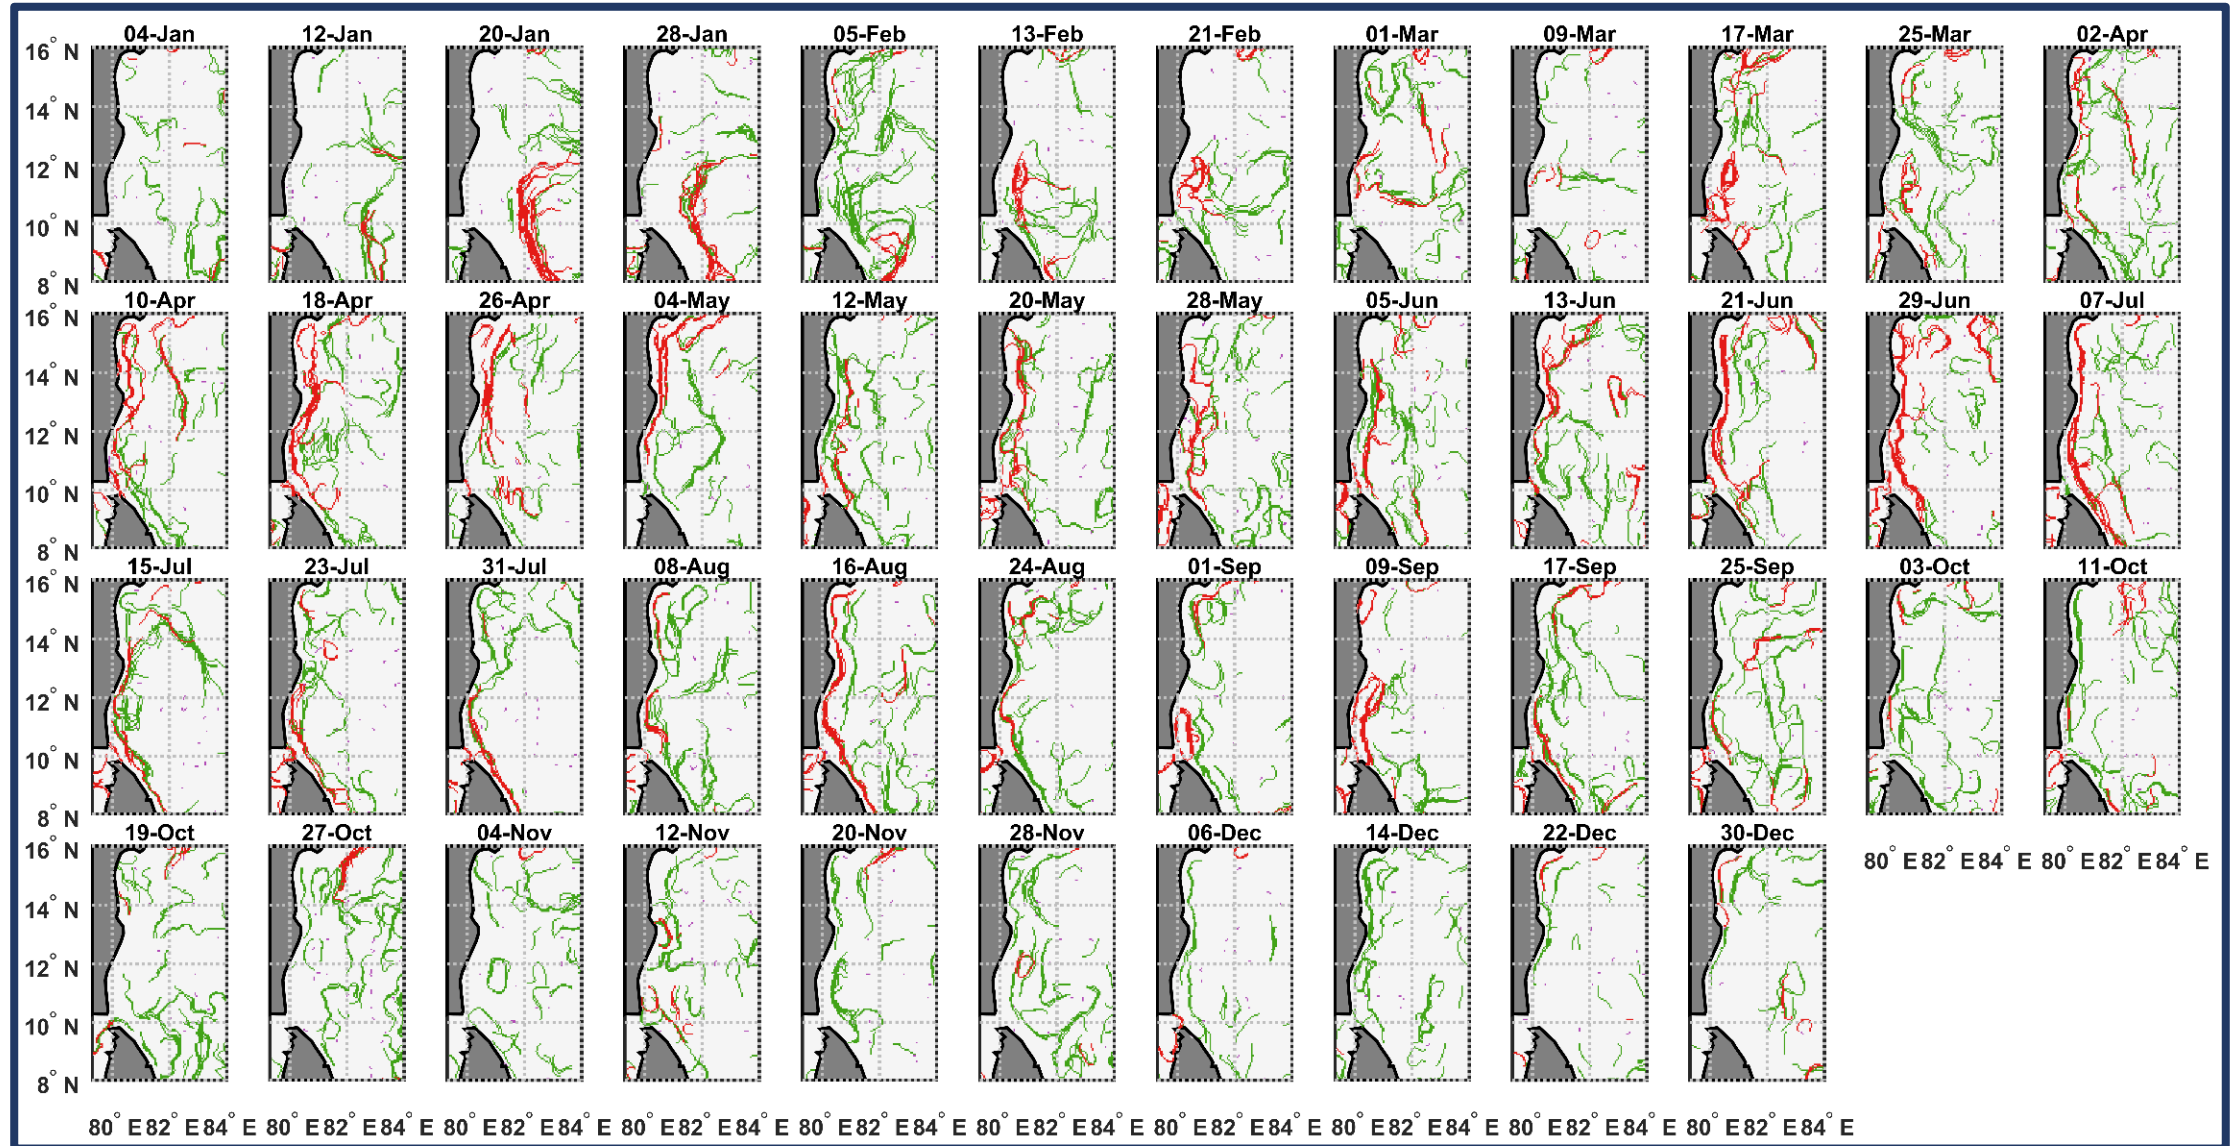 04-Jan 12-Jan 20-Jan 28-Jan 05-Feb 13-Feb 21-Feb 01-Mar 09-Mar 17-Mar 25-Mar 02-Apr
16° N
14° N
12° N
10° N
8° N
10-Apr 18-Apr 26-Apr 04-May 12-May 20-May 28-May 05-Jun 13-Jun 21-Jun 29-Jun 07-Jul
16° N
14° N
12° N
10° N
8° N
15-Jul 23-Jul 31-Jul 08-Aug 16-Aug 24-Aug 01-Sep 09-Sep 17-Sep 25-Sep 03-Oct 11-Oct
16° N
14° N
12° N
10° N
8° N
19-Oct 27-Oct 04-Nov 12-Nov 20-Nov 28-Nov 06-Dec 14-Dec 22-Dec 30-Dec
16° N
80° E 82° E 84° E 80° E 82° E 84° E
14° N
12° N
10° N
8° N
80° E 82° E 84° E 80° E 82° E 84° E 80° E 82° E 84° E 80° E 82° E 84° E 80° E 82° E 84° E 80° E 82° E 84° E 80° E 82° E 84° E 80° E 82° E 84° E 80° E 82° E 84° E 80° E 82° E 84° E